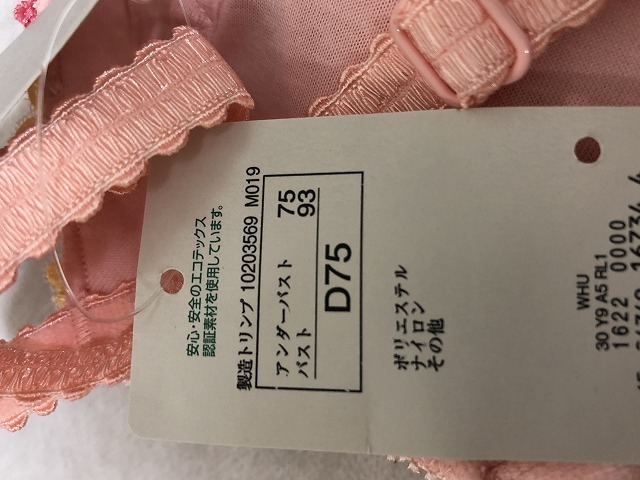 安心・安全のエコテックス
認証素材を使用しています。
製造トリンプ 10203569 M019
アンダーバスト 75
バスト 93
D75
ポリエステル
ナイロン
その他
WHU
30 Y9 A5 RL1
1622 0000